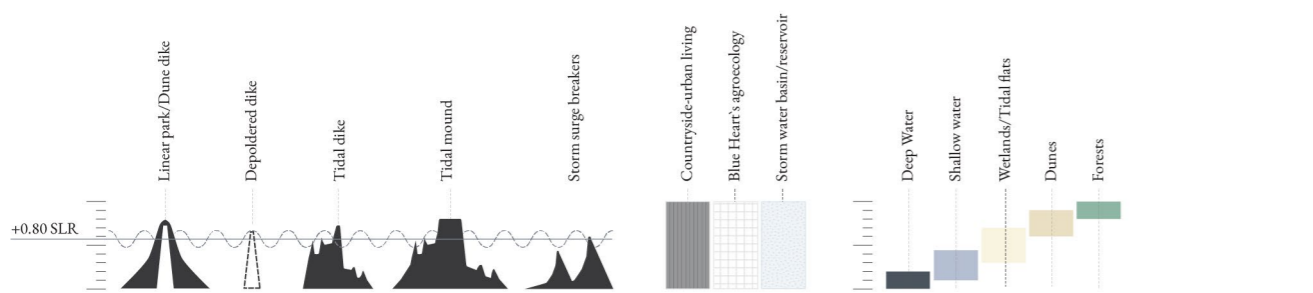 Linear park/Dune dike
Depoldered dike
Tidal dike
Tidal mound
Storm surge breakers
Countryside-urban living
Blue Heart`s agroecology
Storm water basin/reservoir
Deep Water
Shallow water
Wetlands/Tidal flats
Dunes
Forests
+0.80 SLR